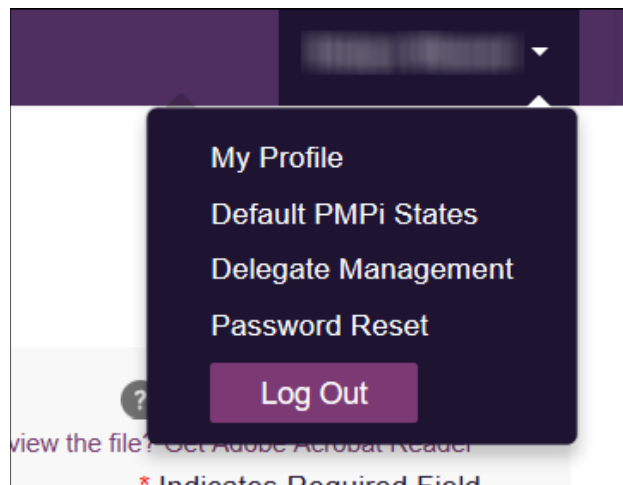 My Profile
Default PMPi States
Delegate Management
Password Reset
Log Out
?
view the file? Get Adobe Acrobat Reader
* Indicates Required Field